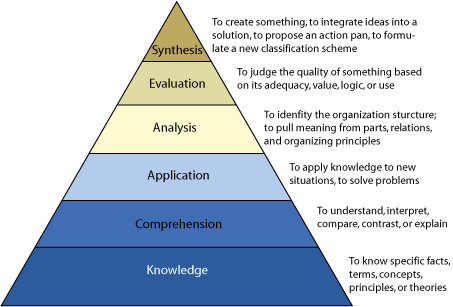 Synthesis
To create something, to integrate ideas into a
solution, to propose an action pan, to formu-
late a new classification scheme
Evaluation
To judge the quality of something based
on its adequacy, value, logic, or use
Analysis
To idenfity the organization sturcture;
to pull meaning from parts, relations,
and organizing principles
Application
To apply knowledge to new
situations, to solve problems
Comprehension
To understand, interpret,
compare, contrast, or explain
Knowledge
To know specific facts,
terms, concepts,
principles, or theories